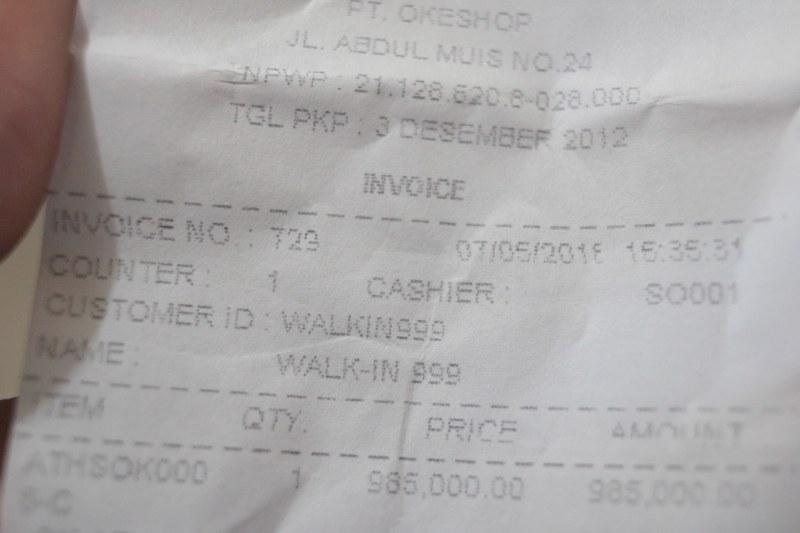 PT. OKESHOP
JL. ABDUL MUIS NO.24
NPWP : 21.128.620.8-028.000
TGL PKP : 3 DESEMBER 2012
INVOICE
INVOICE NO. : 729 07/05/2018 15:35:31
COUNTER : 1 CASHIER : SO001
CUSTOMER ID : WALKIN999
NAME : WALK-IN 999
ITEM QTY. PRICE AMOUNT
ATHSOK000 1 985,000.00 985,000.00
5-C